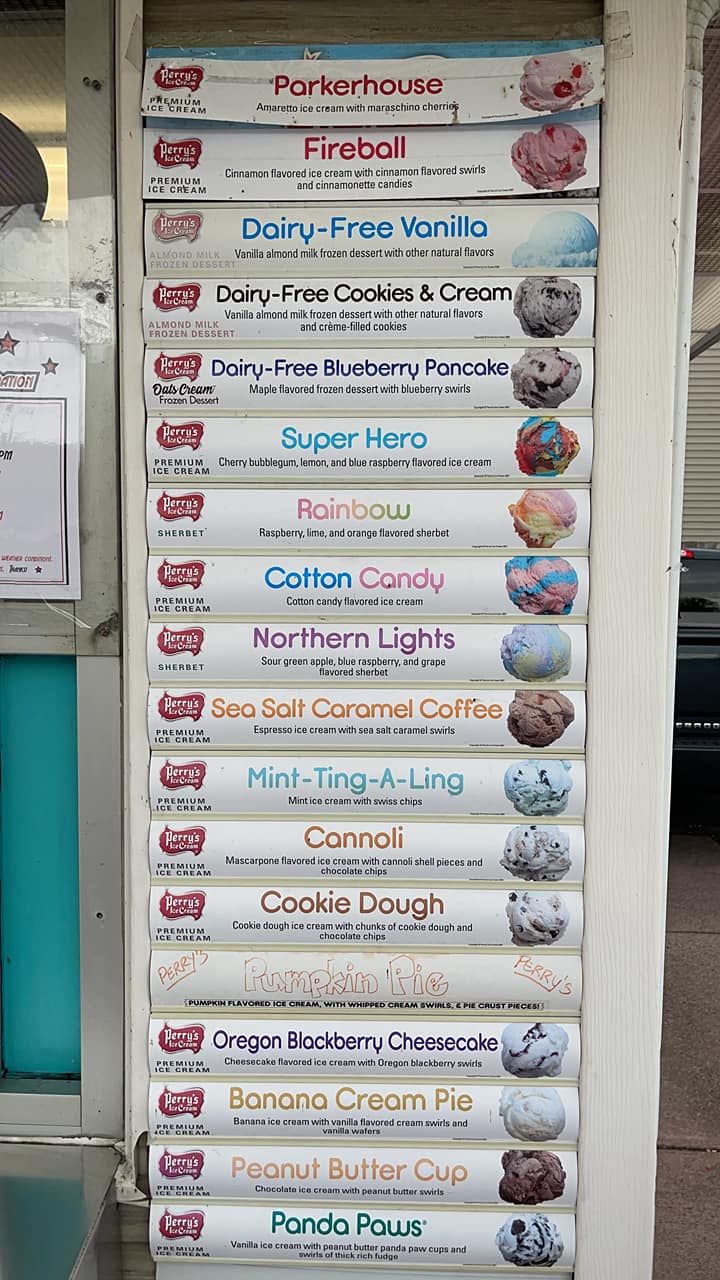 Perry's
Ice Cream
PREMIUM
ICE CREAM
Parkerhouse
Amaretto ice cream with maraschino cherries
Perry's
Ice Cream
PREMIUM
ICE CREAM
Fireball
Cinnamon flavored ice cream with cinnamon flavored swirls
and cinnamonette candies
Perry's
Ice Cream
ALMOND MILK
FROZEN DESSERT
Dairy-Free Vanilla
Vanilla almond milk frozen dessert with other natural flavors
Perry's
Ice Cream
ALMOND MILK
FROZEN DESSERT
Dairy-Free Cookies & Cream
Vanilla almond milk frozen dessert with other natural flavors
and crème-filled cookies
Perry's
Ice Cream
Oats Cream
Frozen Dessert
Dairy-Free Blueberry Pancake
Maple flavored frozen dessert with blueberry swirls
Perry's
Ice Cream
PREMIUM
ICE CREAM
Super Hero
Cherry bubblegum, lemon, and blue raspberry flavored ice cream
Perry's
Ice Cream
SHERBET
Rainbow
Raspberry, lime, and orange flavored sherbet
Perry's
Ice Cream
PREMIUM
ICE CREAM
Cotton Candy
Cotton candy flavored ice cream
Perry's
Ice Cream
SHERBET
Northern Lights
Sour green apple, blue raspberry, and grape
flavored sherbet
Perry's
Ice Cream
PREMIUM
ICE CREAM
Sea Salt Caramel Coffee
Espresso ice cream with sea salt caramel swirls
Perry's
Ice Cream
PREMIUM
ICE CREAM
Mint-Ting-A-Ling
Mint ice cream with swiss chips
Perry's
Ice Cream
PREMIUM
ICE CREAM
Cannoli
Mascarpone flavored ice cream with cannoli shell pieces and
chocolate chips
Perry's
Ice Cream
PREMIUM
ICE CREAM
Cookie Dough
Cookie dough ice cream with chunks of cookie dough and
chocolate chips
PERRY'S Pumpkin Pie PERRY'S
{PUMPKIN FLAVORED ICE CREAM, WITH WHIPPED CREAM SWIRLS, & PIE CRUST PIECES!}
Perry's
Ice Cream
PREMIUM
ICE CREAM
Oregon Blackberry Cheesecake
Cheesecake flavored ice cream with Oregon blackberry swirls
Perry's
Ice Cream
PREMIUM
ICE CREAM
Banana Cream Pie
Banana ice cream with vanilla flavored cream swirls and
vanilla wafers
Perry's
Ice Cream
PREMIUM
ICE CREAM
Peanut Butter Cup
Chocolate ice cream with peanut butter swirls
Perry's
Ice Cream
PREMIUM
ICE CREAM
Panda Paws®
Vanilla ice cream with peanut butter panda paw cups and
swirls of thick rich fudge
PM
WEATHER CONDITIONS.